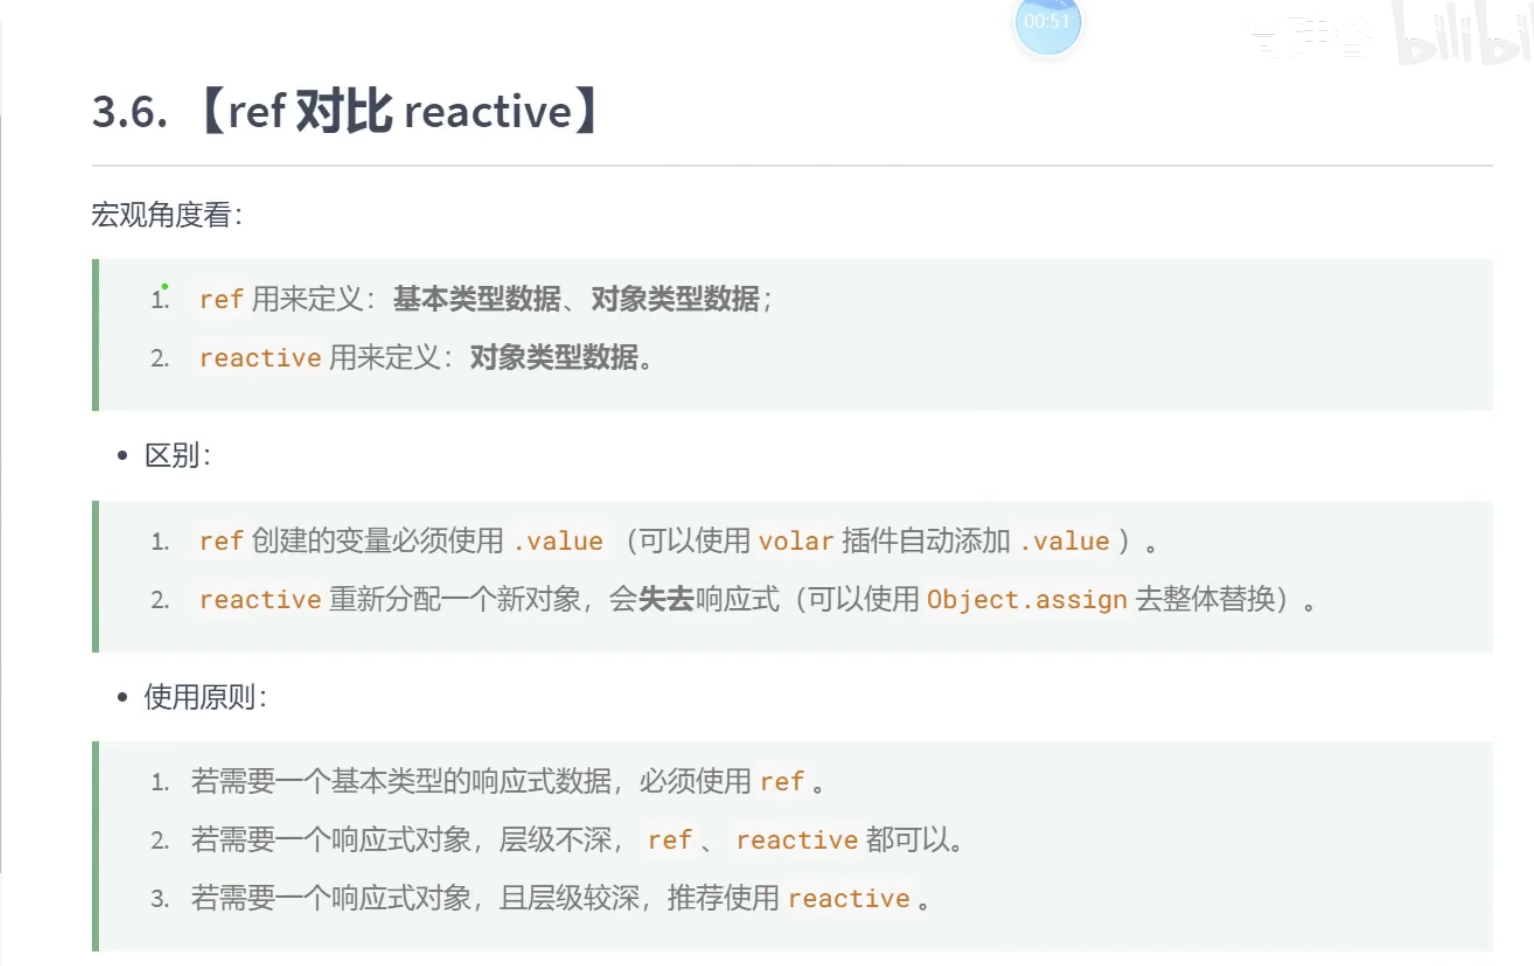 00:51
3.6. 【ref 对比 reactive】
宏观角度看：
1. ref 用来定义：基本类型数据、对象类型数据；
2. reactive 用来定义：对象类型数据。
• 区别：
1. ref 创建的变量必须使用 .value （可以使用 volar 插件自动添加 .value ）。
2. reactive 重新分配一个新对象，会失去响应式（可以使用 Object.assign 去整体替换）。
• 使用原则：
1. 若需要一个基本类型的响应式数据，必须使用 ref 。
2. 若需要一个响应式对象，层级不深， ref 、 reactive 都可以。
3. 若需要一个响应式对象，且层级较深，推荐使用 reactive 。